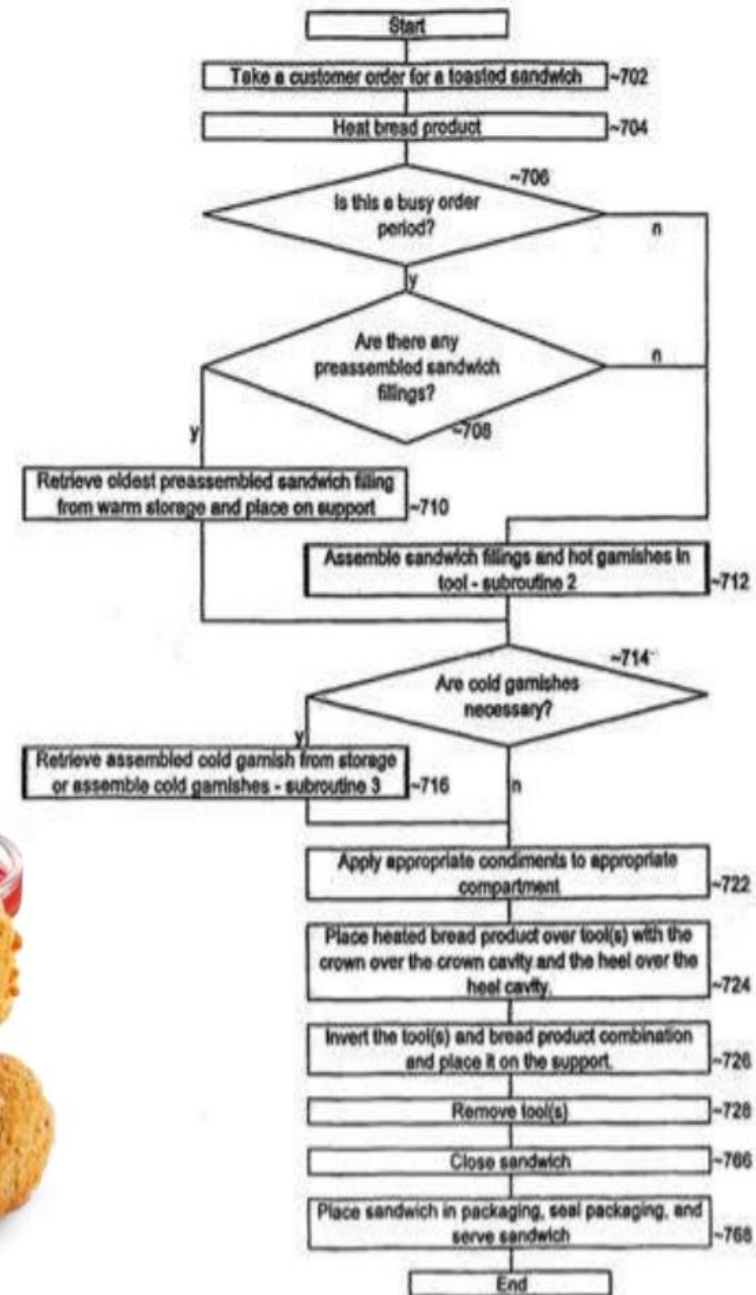 Start
Take a customer order for a toasted sandwich
~702
Heat bread product
~704
~706
Is this a busy order
period?
n
y
Are there any
preassembled sandwich
fillings?
n
~708
y
Retrieve oldest preassembled sandwich filling
from warm storage and place on support
~710
Assemble sandwich fillings and hot garnishes in
tool - subroutine 2
~712
~714
Are cold garnishes
necessary?
y
Retrieve assembled cold garnish from storage
or assemble cold garnishes - subroutine 3
~716
n
Apply appropriate condiments to appropriate
compartment
~722
Place heated bread product over tool(s) with the
crown over the crown cavity and the heel over the
heel cavity.
~724
Invert the tool(s) and bread product combination
and place it on the support.
~726
Remove tool(s)
~728
Close sandwich
~766
Place sandwich in packaging, seal packaging, and
serve sandwich
~768
End